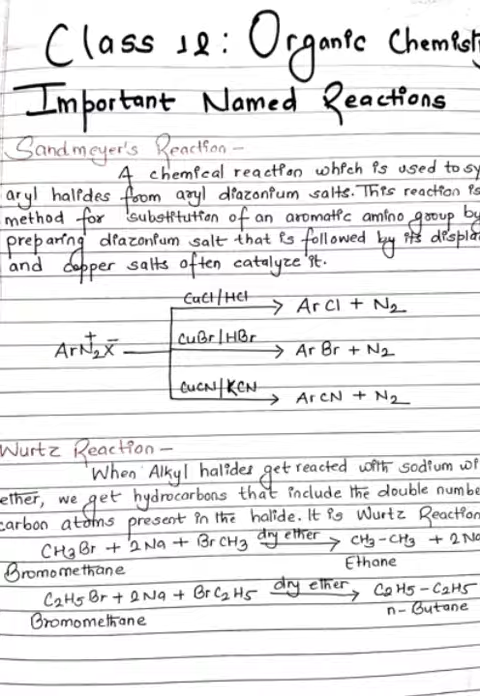 Class 12: Organic Chemist
Important Named Reactions
Sandmeyer's Reaction –
A chemical reaction which is used to sy
aryl halides from aryl diazonium salts. This reaction is
method for substitution of an aromatic amino group by
preparing diazonium salt that is followed by its displa
and copper salts often catalyze it.
CuCl/HCl → ArCl + N2
ArN2⁺X⁻ CuBr/HBr → ArBr + N2
CuCN/KCN → ArCN + N2
Wurtz Reaction –
When Alkyl halides get reacted with sodium wi
ether, we get hydrocarbons that include the double numbe
carbon atoms present in the halide. It is Wurtz Reaction
CH3Br + 2Na + BrCH3 dry ether → CH3-CH3 + 2Na
Bromomethane Ethane
C2H5Br + 2Na + BrC2H5 dry ether → C2H5-C2H5
Bromomethane n-Butane